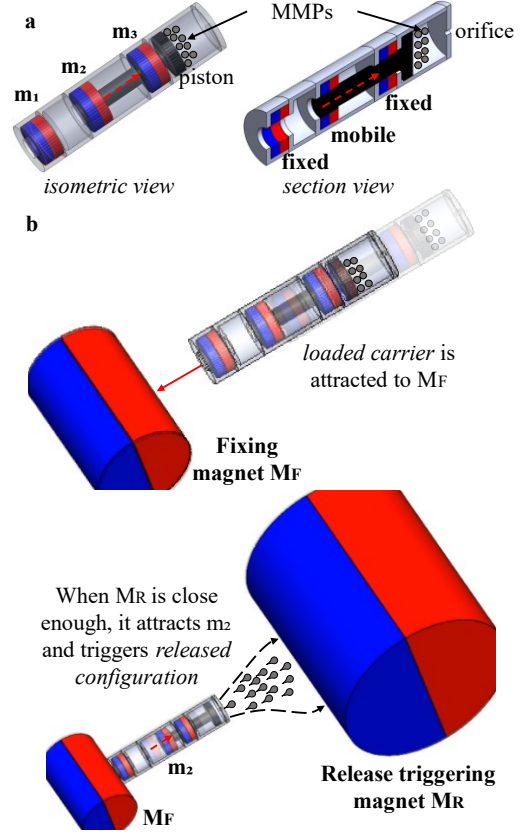 a
MMPs
orifice
m₃
m₂
piston
m₁
fixed
mobile
fixed
isometric view
section view
b
loaded carrier is
attracted to MF
Fixing
magnet MF
When MR is close
enough, it attracts m₂
and triggers released
configuration
m₂
MF
Release triggering
magnet MR